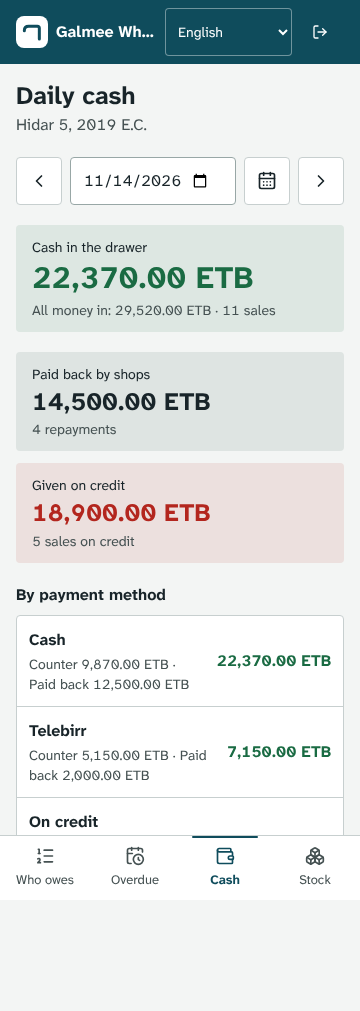 Galmee Wh...
English
Daily cash
Hidar 5, 2019 E.C.
11/14/2026
Cash in the drawer
22,370.00 ETB
All money in: 29,520.00 ETB · 11 sales
Paid back by shops
14,500.00 ETB
4 repayments
Given on credit
18,900.00 ETB
5 sales on credit
By payment method
Cash
Counter 9,870.00 ETB ·
Paid back 12,500.00 ETB
22,370.00 ETB
Telebirr
Counter 5,150.00 ETB · Paid
back 2,000.00 ETB
7,150.00 ETB
On credit
Who owes
Overdue
Cash
Stock